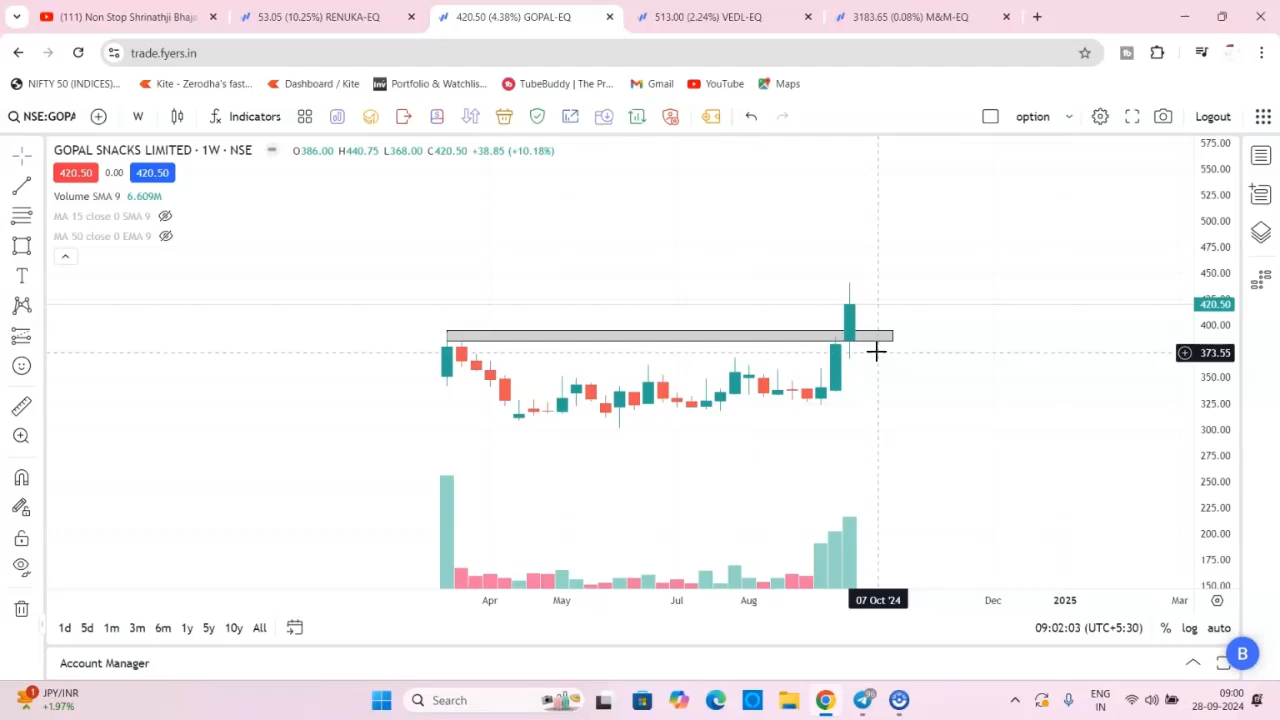 (111) Non Stop Shrinathji Bhaja
53.05 (10.25%) RENUKA-EQ
420.50 (4.38%) GOPAL-EQ
513.00 (2.24%) VEDL-EQ
3183.65 (0.08%) M&M-EQ
trade.fyers.in
NIFTY 50 (INDICES)...
Kite - Zerodha's fast...
Dashboard / Kite
Inv
Portfolio & Watchlis...
TubeBuddy | The Pr...
Gmail
YouTube
Maps
NSE:GOPA
W
Indicators
option
Logout
GOPAL SNACKS LIMITED · 1W · NSE
O386.00 H440.75 L368.00 C420.50 +38.85 (+10.18%)
420.50 0.00 420.50
Volume SMA 9 6.609M
MA 15 close 0 SMA 9
MA 50 close 0 EMA 9
575.00
550.00
525.00
500.00
475.00
450.00
420.50
400.00
373.55
350.00
325.00
300.00
275.00
250.00
225.00
200.00
175.00
150.00
Apr May Jul Aug 07 Oct '24 Dec 2025 Mar
1d 5d 1m 3m 6m 1y 5y 10y All
09:02:03 (UTC+5:30) % log auto
Account Manager
B
1
JPY/INR
+1.97%
Search
96
ENG
IN
09:00
28-09-2024